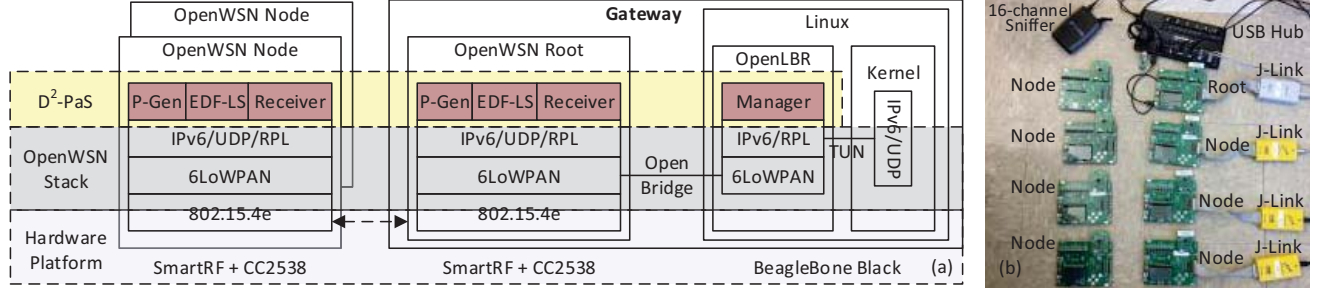 OpenWSN Node
OpenWSN Node
Gateway
OpenWSN Root
Linux
OpenLBR
Kernel
D²-PaS
P-Gen EDF-LS Receiver
P-Gen EDF-LS Receiver
Manager
IPv6/UDP
OpenWSN
Stack
IPv6/UDP/RPL
IPv6/UDP/RPL
IPv6/RPL
TUN
6LoWPAN
6LoWPAN
Open
Bridge
6LoWPAN
802.15.4e
802.15.4e
Hardware
Platform
SmartRF + CC2538
SmartRF + CC2538
BeagleBone Black
(a)
16-channel
Sniffer
USB Hub
Node
Root
J-Link
Node
Node
J-Link
Node
Node
J-Link
Node
Node
J-Link
(b)